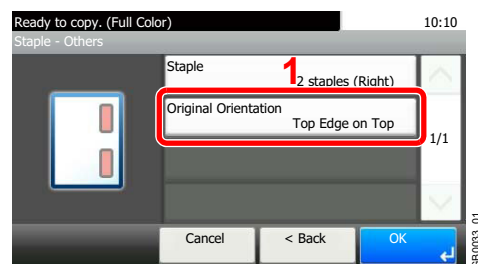 Ready to copy. (Full Color) 10:10
Staple - Others
Staple
1
2 staples (Right)
Original Orientation
Top Edge on Top
1/1
Cancel < Back OK
GB0033_01